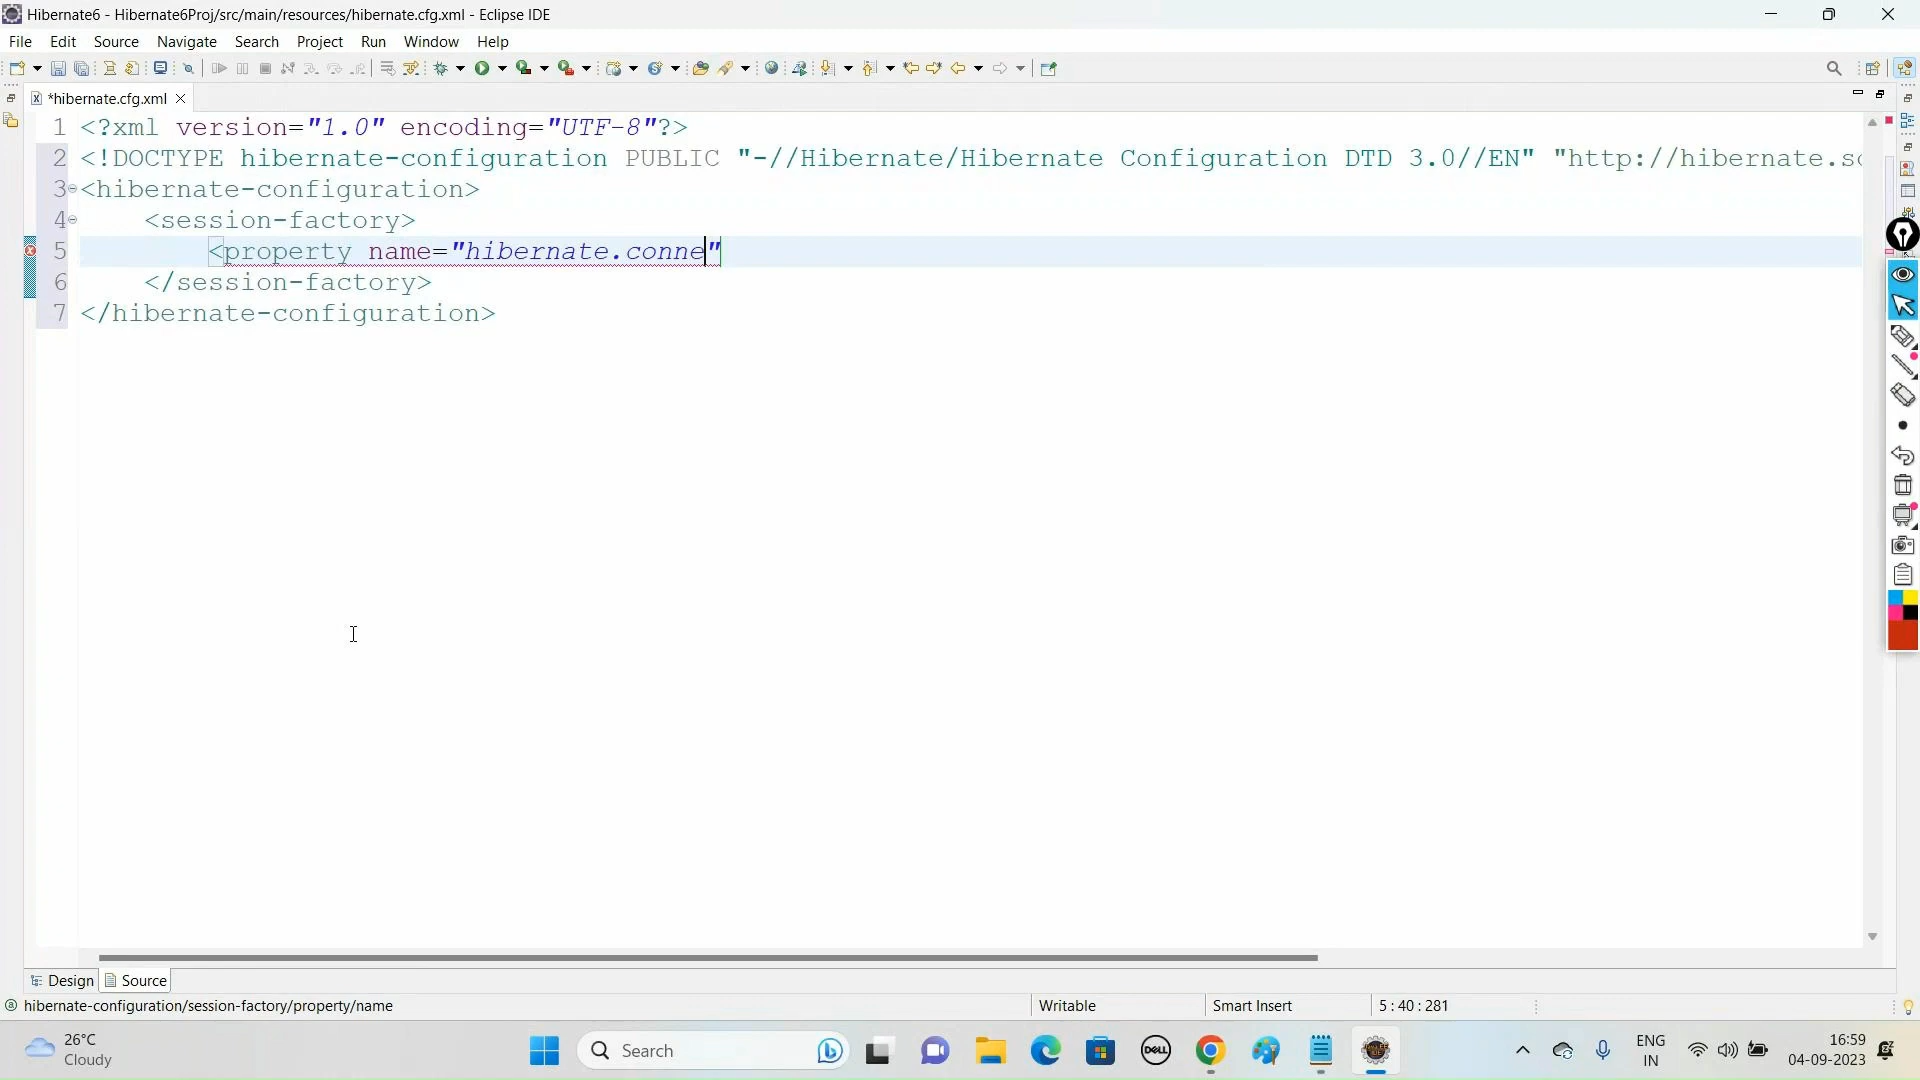 Hibernate6 - Hibernate6Proj/src/main/resources/hibernate.cfg.xml - Eclipse IDE
File Edit Source Navigate Search Project Run Window Help
*hibernate.cfg.xml
1 <?xml version="1.0" encoding="UTF-8"?>
2 <!DOCTYPE hibernate-configuration PUBLIC "-//Hibernate/Hibernate Configuration DTD 3.0//EN" "http://hibernate.so
3 <hibernate-configuration>
4 <session-factory>
5 <property name="hibernate.conne"
6 </session-factory>
7 </hibernate-configuration>
Design Source
hibernate-configuration/session-factory/property/name Writable Smart Insert 5 : 40 : 281
26°C
Cloudy
Search
DELL
ENG
IN
16:59
04-09-2023